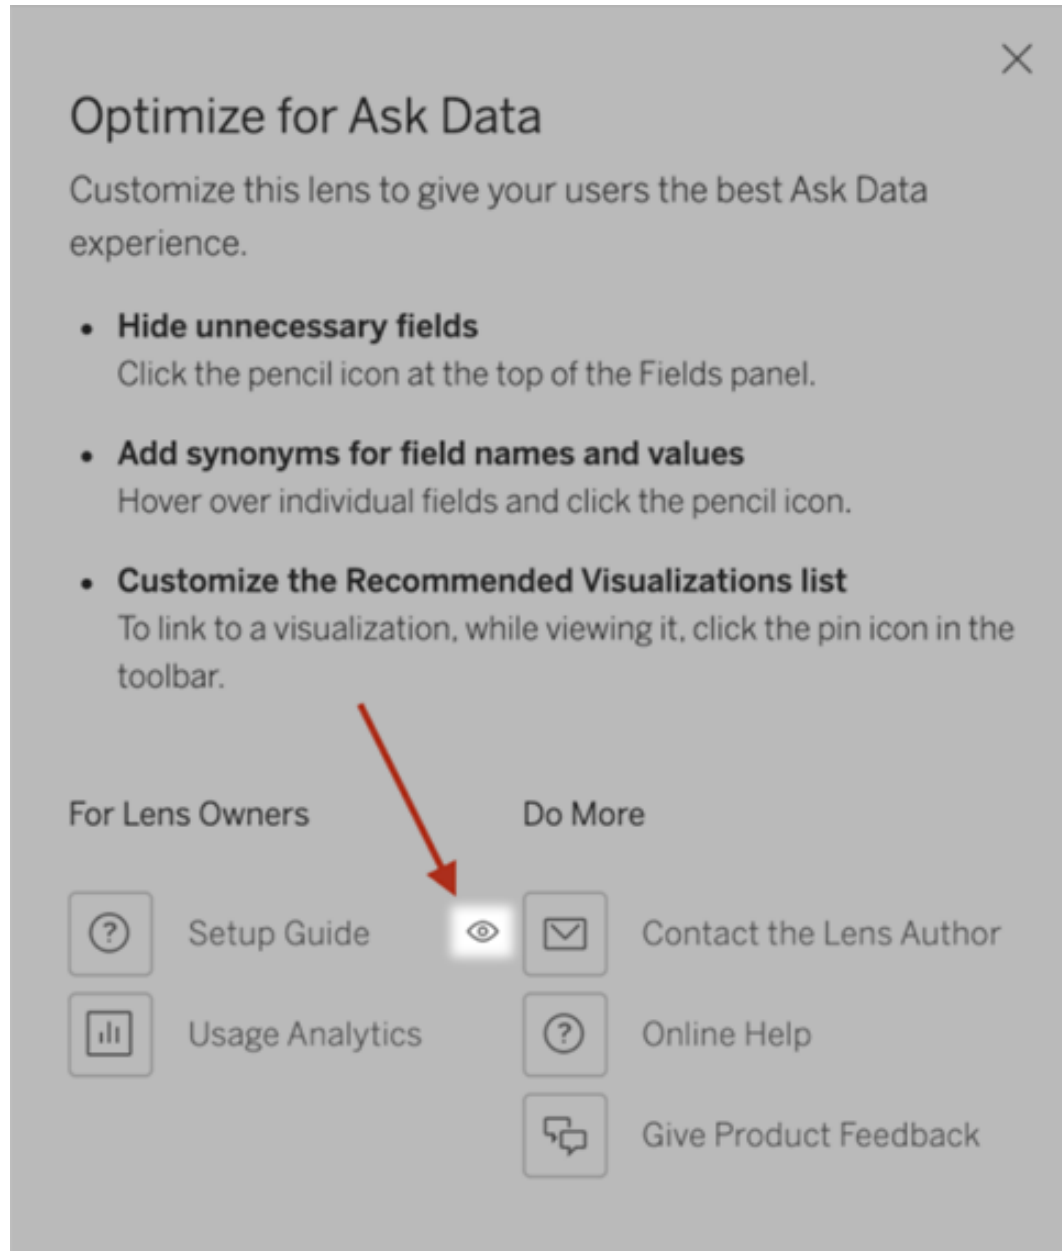 Optimize for Ask Data
Customize this lens to give your users the best Ask Data
experience.
• Hide unnecessary fields
Click the pencil icon at the top of the Fields panel.
• Add synonyms for field names and values
Hover over individual fields and click the pencil icon.
• Customize the Recommended Visualizations list
To link to a visualization, while viewing it, click the pin icon in the
toolbar.
For Lens Owners
Setup Guide
Usage Analytics
Do More
Contact the Lens Author
Online Help
Give Product Feedback